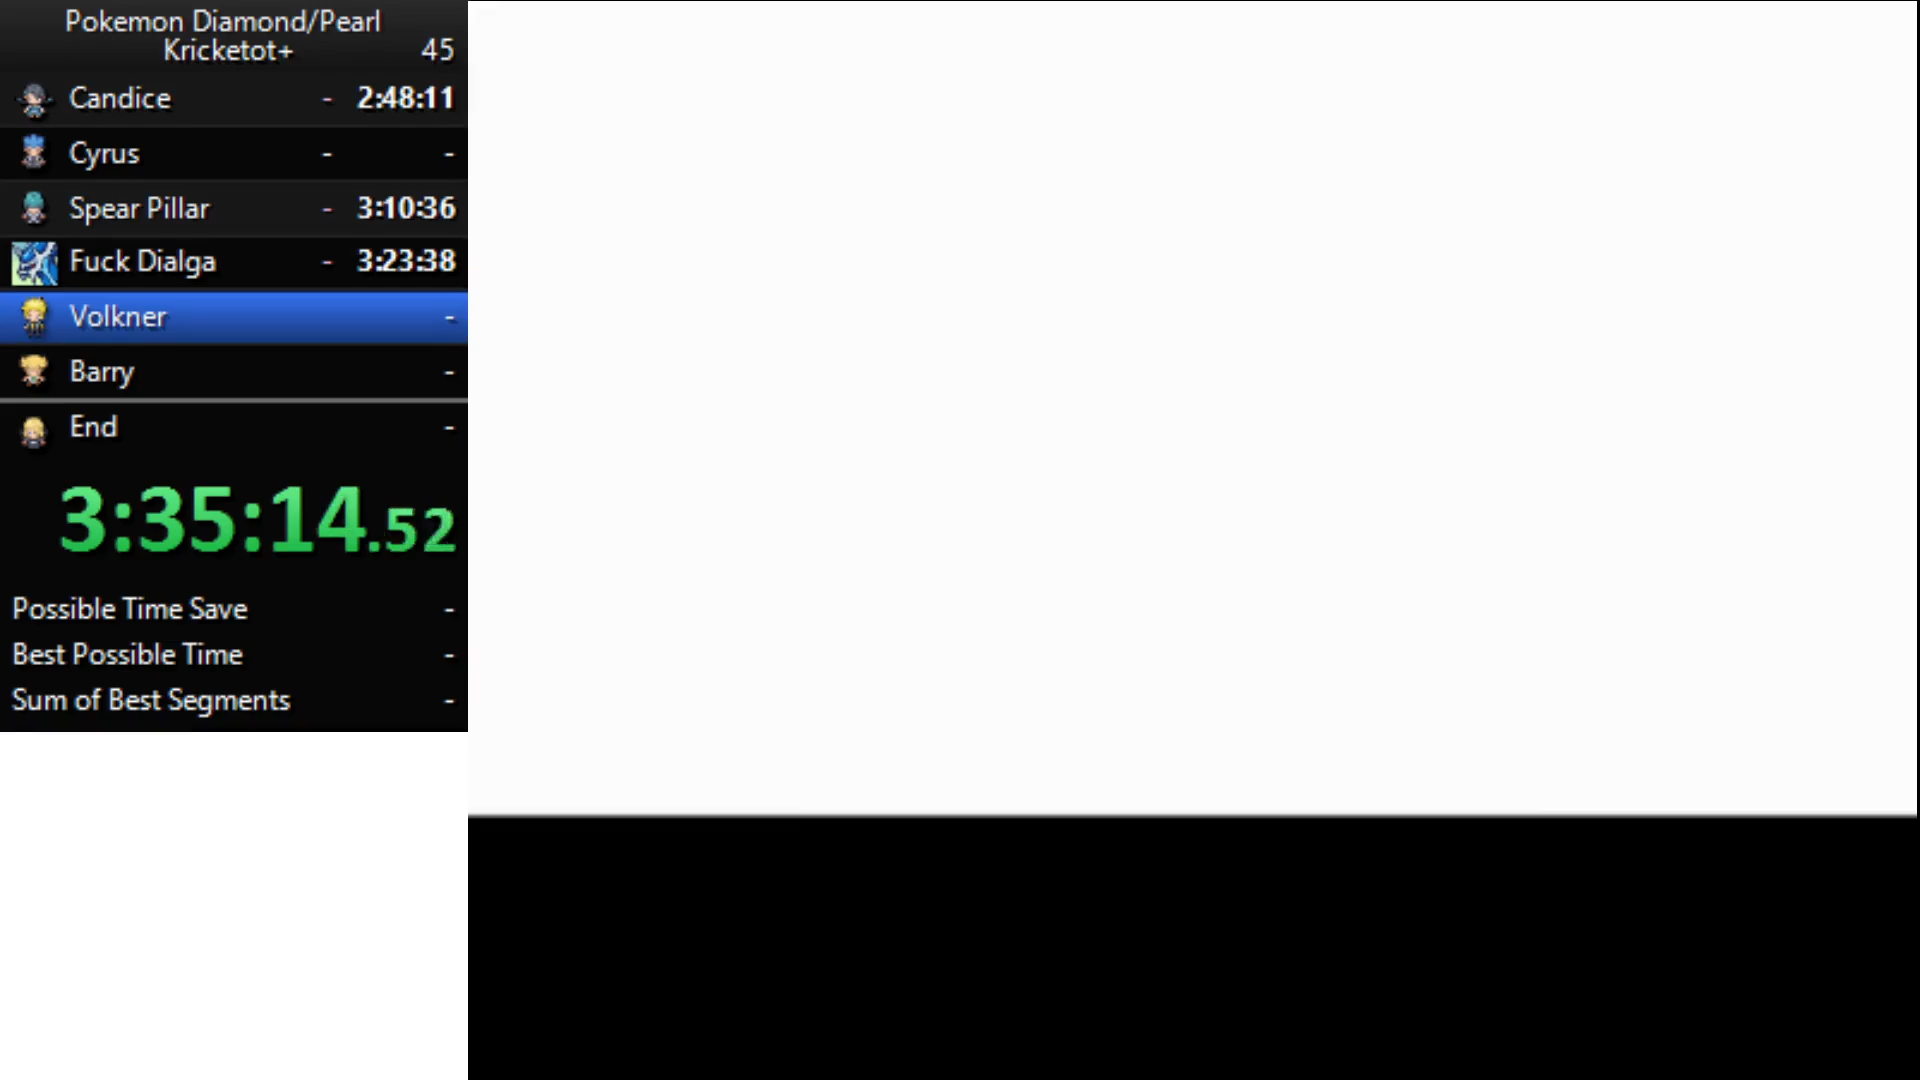 Pokemon Diamond/Pearl
Kricketot+ 45
Candice - 2:48:11
Cyrus - -
Spear Pillar - 3:10:36
Fuck Dialga - 3:23:38
Volkner -
Barry -
End -
3:35:14.52
Possible Time Save -
Best Possible Time -
Sum of Best Segments -